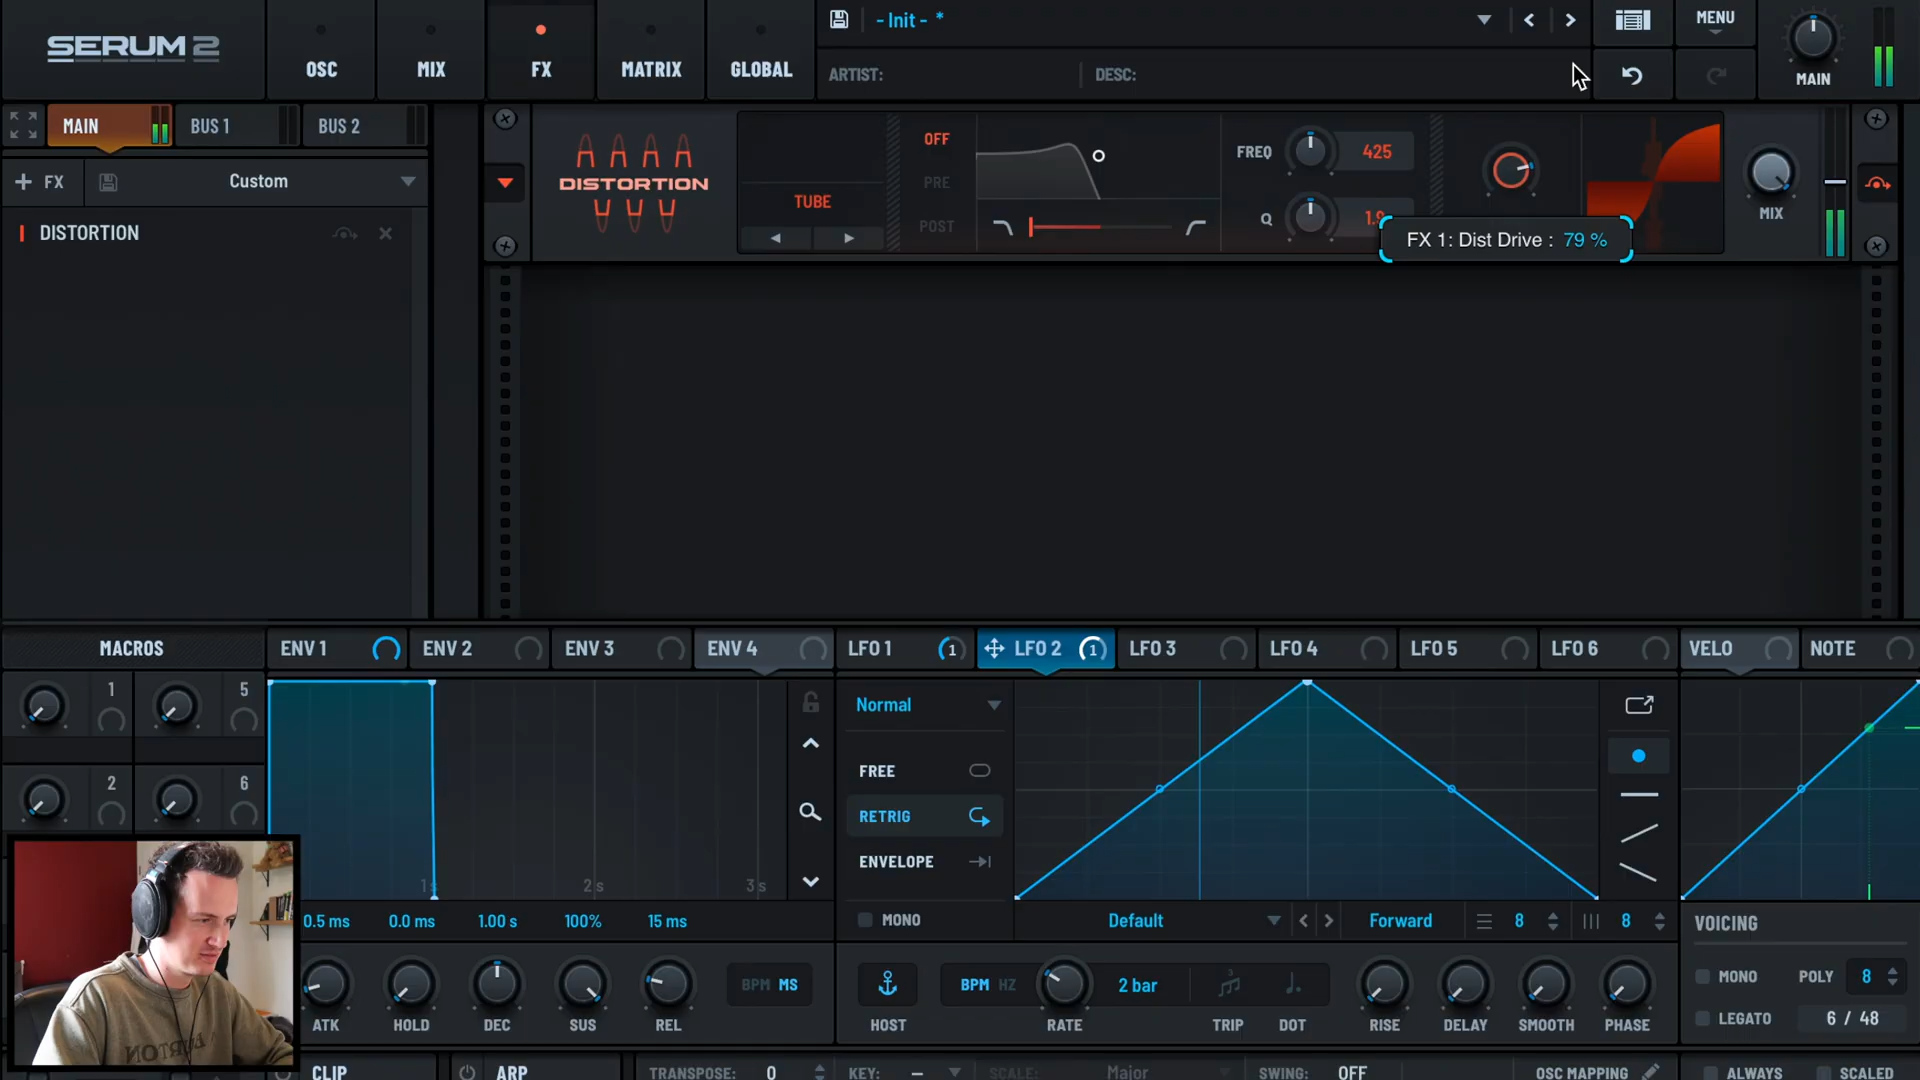 SERUM 2
OSC
MIX
FX
MATRIX
GLOBAL
- Init - *
MENU
ARTIST:
DESC:
MAIN
MAIN
BUS 1
BUS 2
+ FX
Custom
DISTORTION
DISTORTION
TUBE
OFF
PRE
POST
FREQ
425
Q
1.9
MIX
FX 1: Dist Drive : 79 %
MACROS
ENV 1
ENV 2
ENV 3
ENV 4
LFO 1
1
LFO 2
1
LFO 3
LFO 4
LFO 5
LFO 6
VELO
NOTE
1
5
2
6
1 s
2 s
3 s
Normal
FREE
RETRIG
ENVELOPE
MONO
0.5 ms
0.0 ms
1.00 s
100%
15 ms
Default
Forward
8
8
VOICING
MONO
POLY
8
LEGATO
6 / 48
ATK
HOLD
DEC
SUS
REL
BPM MS
HOST
BPM HZ
RATE
2 bar
3
TRIP
DOT
RISE
DELAY
SMOOTH
PHASE
CLIP
ARP
TRANSPOSE:
0
KEY:
–
SCALE:
Major
SWING:
OFF
OSC MAPPING
ALWAYS
SCALED